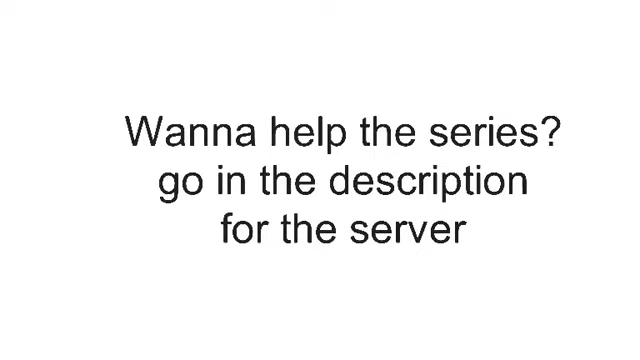 Wanna help the series?
go in the description
for the server